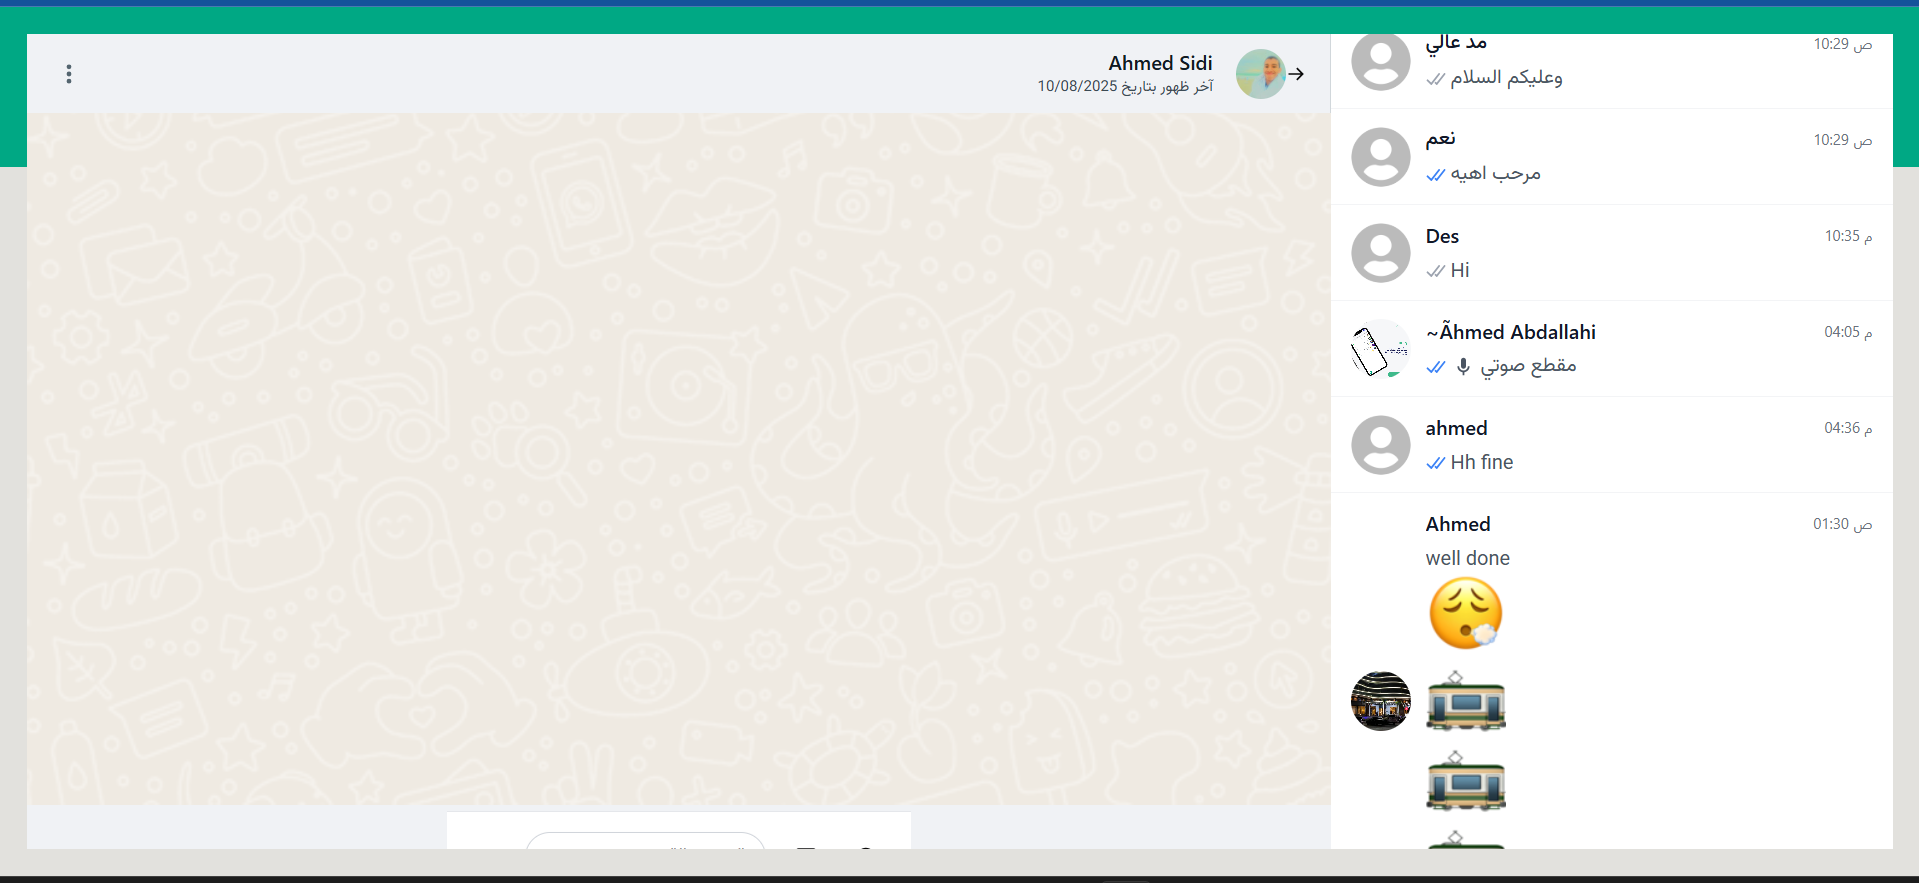 Ahmed Sidi
آخر ظهور بتاريخ 10/08/2025
مد عالي
10:29 ص
وعليكم السلام
نعم
10:29 ص
مرحب اهيه
Des
10:35 م
Hi
~Ãhmed Abdallahi
04:05 م
مقطع صوتي
ahmed
04:36 م
Hh fine
Ahmed
01:30 ص
well done